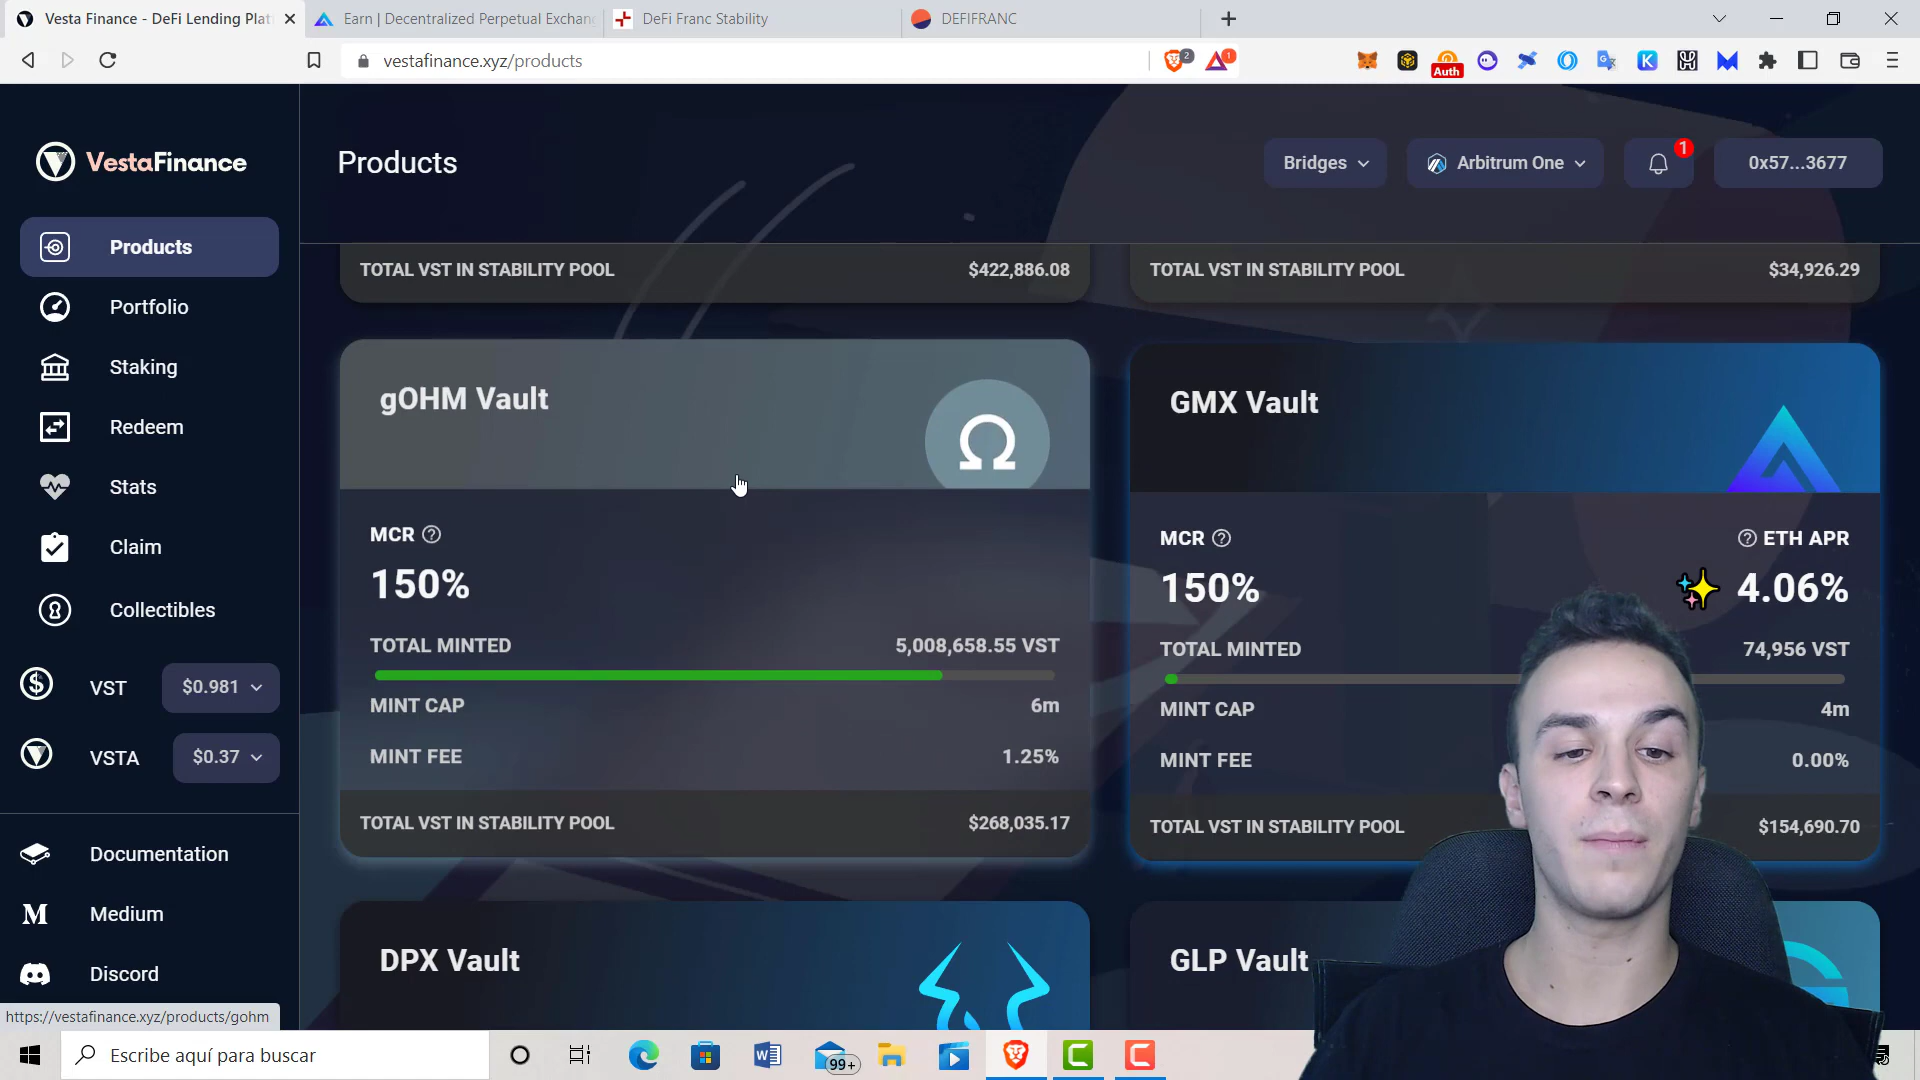 Vesta Finance - DeFi Lending Plat
Earn | Decentralized Perpetual Exchan
DeFi Franc Stability
DEFIFRANC
vestafinance.xyz/products
2
1
Auth
VestaFinance
Products
Bridges
Arbitrum One
1
0x57...3677
Products
Portfolio
Staking
Redeem
Stats
Claim
Collectibles
VST
$0.981
VSTA
$0.37
Documentation
Medium
Discord
TOTAL VST IN STABILITY POOL
$422,886.08
TOTAL VST IN STABILITY POOL
$34,926.29
gOHM Vault
MCR
150%
TOTAL MINTED
5,008,658.55 VST
MINT CAP
6m
MINT FEE
1.25%
TOTAL VST IN STABILITY POOL
$268,035.17
GMX Vault
MCR
ETH APR
150%
4.06%
TOTAL MINTED
74,956 VST
MINT CAP
4m
MINT FEE
0.00%
TOTAL VST IN STABILITY POOL
$154,690.70
DPX Vault
GLP Vault
https://vestafinance.xyz/products/gohm
Escribe aquí para buscar
99+